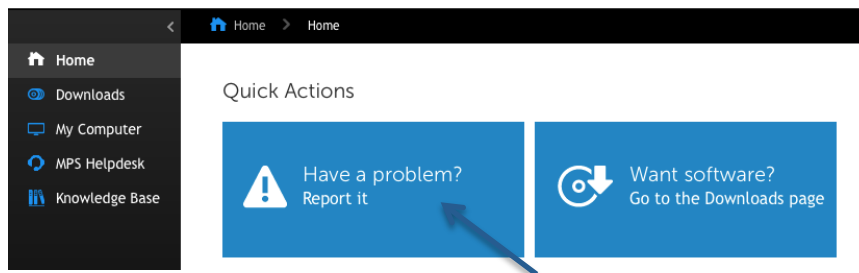 Home > Home
Home
Downloads
My Computer
MPS Helpdesk
Knowledge Base
Quick Actions
Have a problem?
Report it
Want software?
Go to the Downloads page